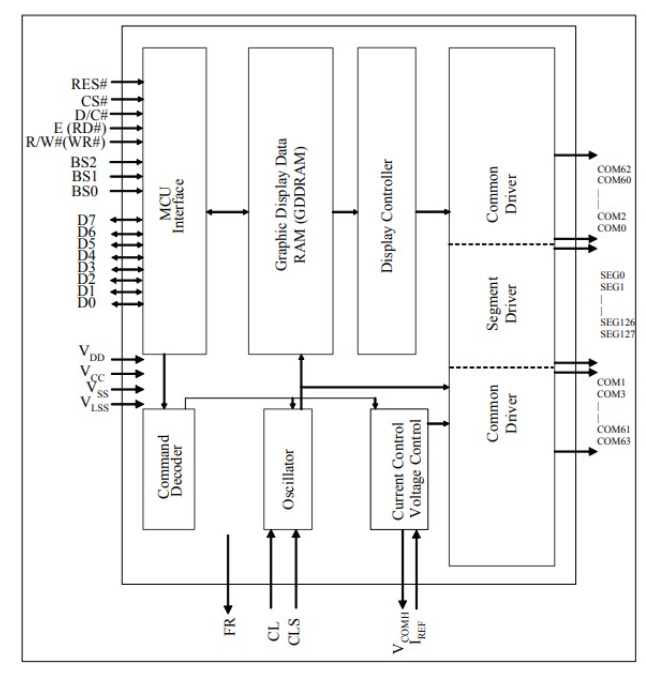 RES#
CS#
D/C#
E (RD#)
R/W#(WR#)
BS2
BS1
BS0
D7
D6
D5
D4
D3
D2
D1
D0
VDD
VCC
VSS
VLSS
MCU
Interface
Graphic Display Data
RAM (GDDRAM)
Display Controller
Common
Driver
Segment
Driver
Common
Driver
COM62
COM60
|
|
COM2
COM0
SEG0
SEG1
|
|
SEG126
SEG127
COM1
COM3
|
|
COM61
COM63
Command
Decoder
Oscillator
Current Control
Voltage Control
FR
CL
CLS
VCOMH
IREF